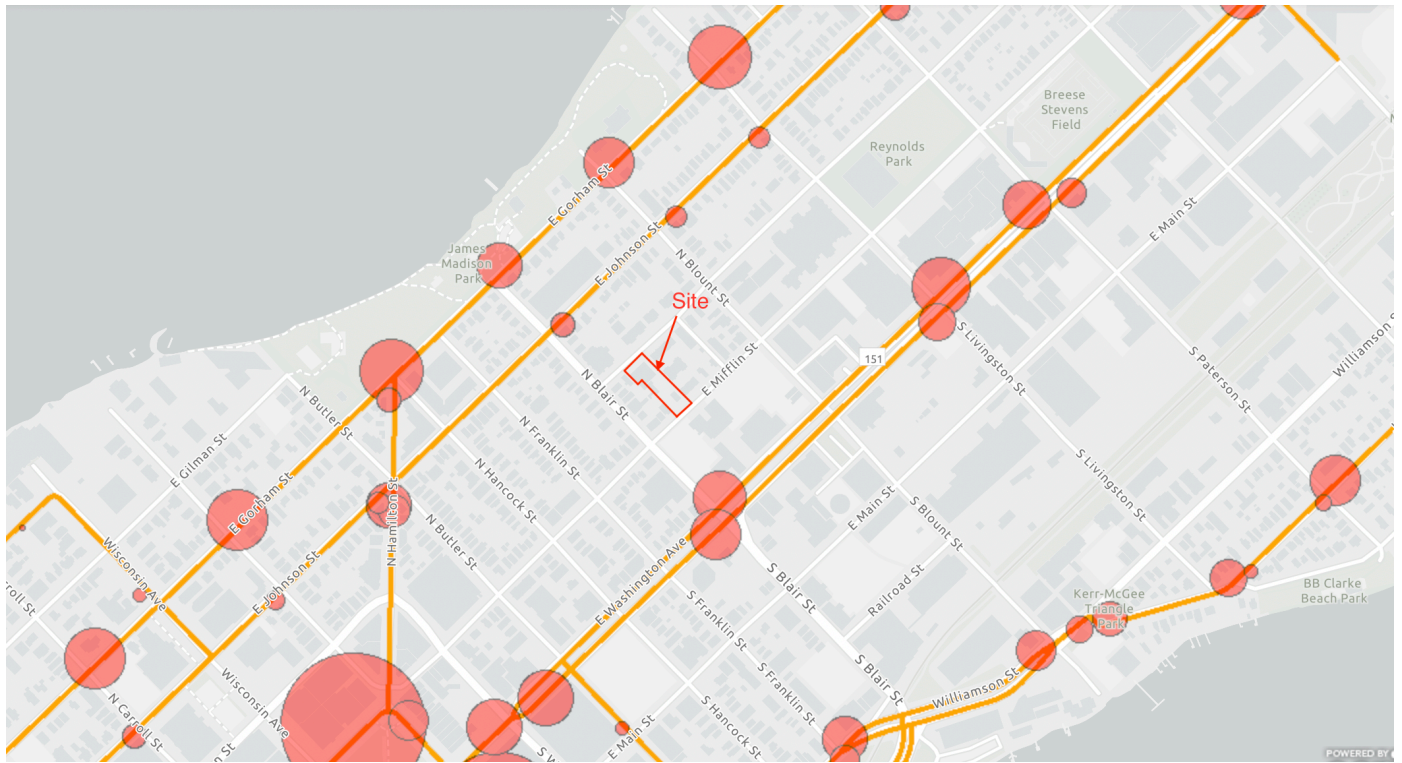 Breese
Stevens
Field
Reynolds
Park
E Main St
E Gorham St
James
Madison
Park
E Johnson St
N Blount St
Site
E Mifflin St
151
S Livingston St
Williamson S
S Paterson St
N Blair St
N Butler St
N Franklin St
E Gilman St
N Hancock St
S Livingston St
E Main St
S Blount St
E Gorham St
N Hamilton St
N Butler St
Wisconsin Ave
E Johnson St
E Washington Ave
S Blair St
Railroad St
BB Clarke
Beach Park
Kerr-McGee
Triangle
Park
rroll St
S Franklin St
N Carroll St
Wisconsin Ave
S Franklin St
S Blair St
Williamson St
S Hancock St
E Main St
n St
S W
POWERED BY